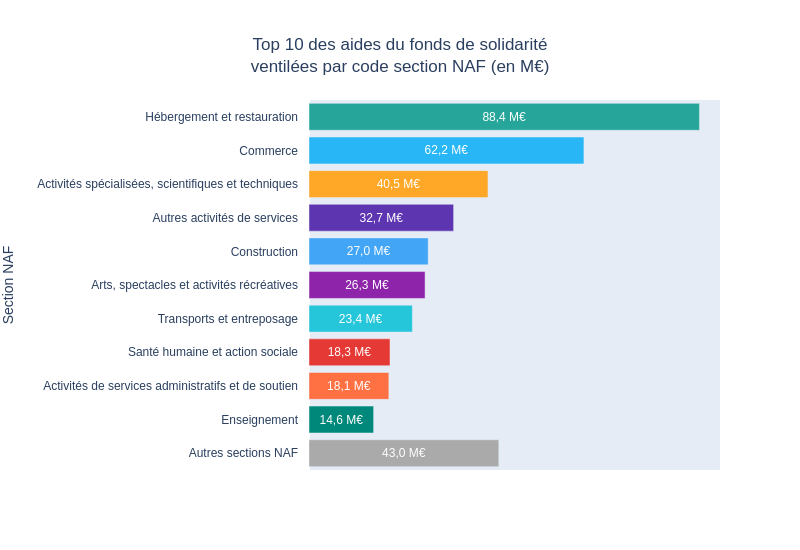 Top 10 des aides du fonds de solidarité
ventilées par code section NAF (en M€)
Section NAF
Hébergement et restauration 88,4 M€
Commerce 62,2 M€
Activités spécialisées, scientifiques et techniques 40,5 M€
Autres activités de services 32,7 M€
Construction 27,0 M€
Arts, spectacles et activités récréatives 26,3 M€
Transports et entreposage 23,4 M€
Santé humaine et action sociale 18,3 M€
Activités de services administratifs et de soutien 18,1 M€
Enseignement 14,6 M€
Autres sections NAF 43,0 M€